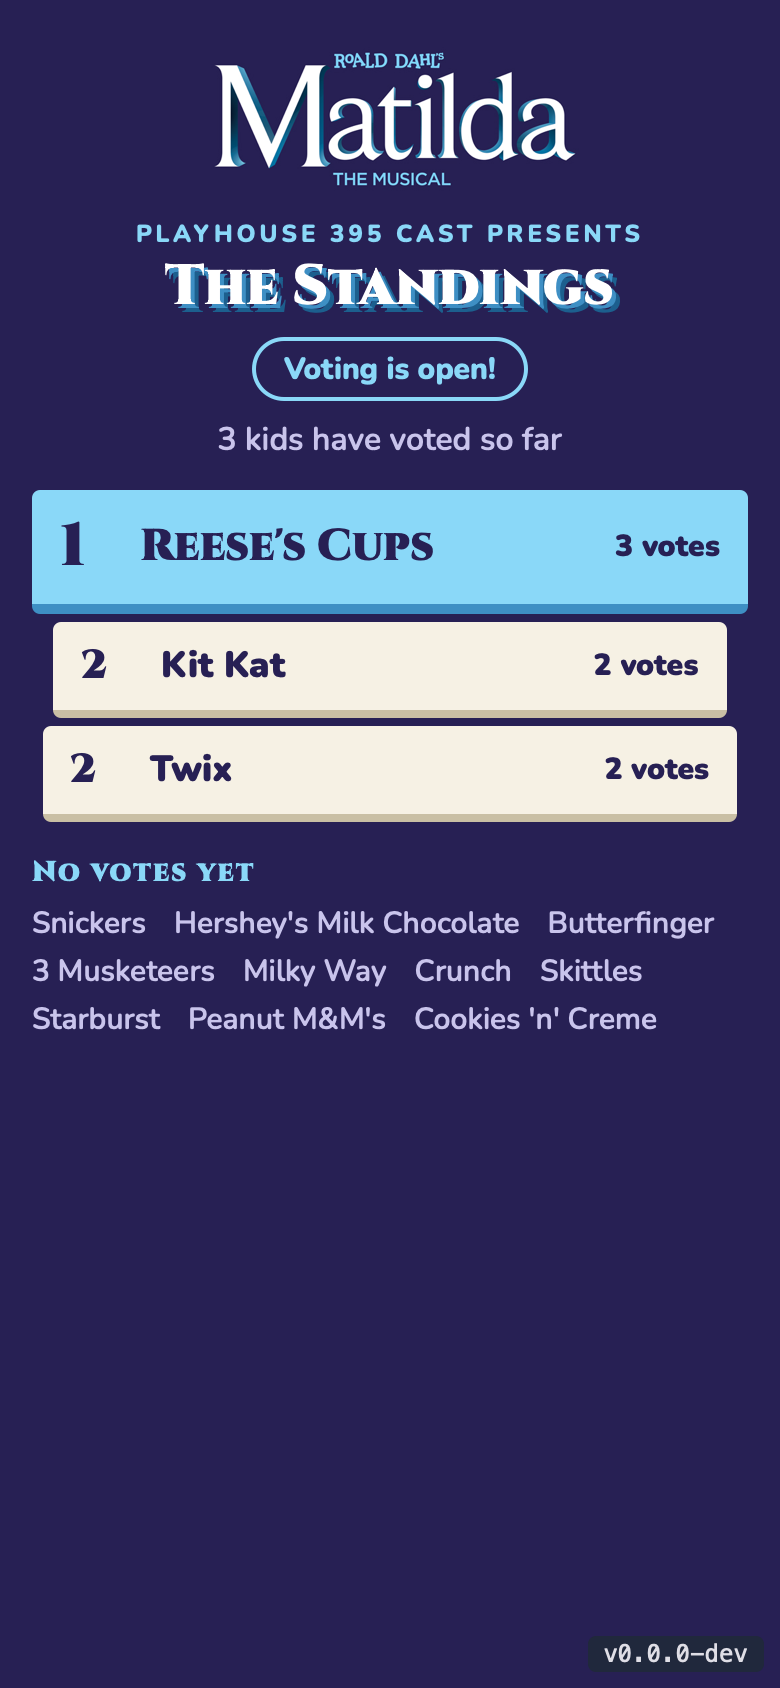 ROALD DAHL'S
Matilda
THE MUSICAL
PLAYHOUSE 395 CAST PRESENTS
THE STANDINGS
Voting is open!
3 kids have voted so far
1 REESE'S CUPS 3 votes
2 Kit Kat 2 votes
2 Twix 2 votes
NO VOTES YET
Snickers Hershey's Milk Chocolate Butterfinger
3 Musketeers Milky Way Crunch Skittles
Starburst Peanut M&M's Cookies 'n' Creme
v0.0.0-dev